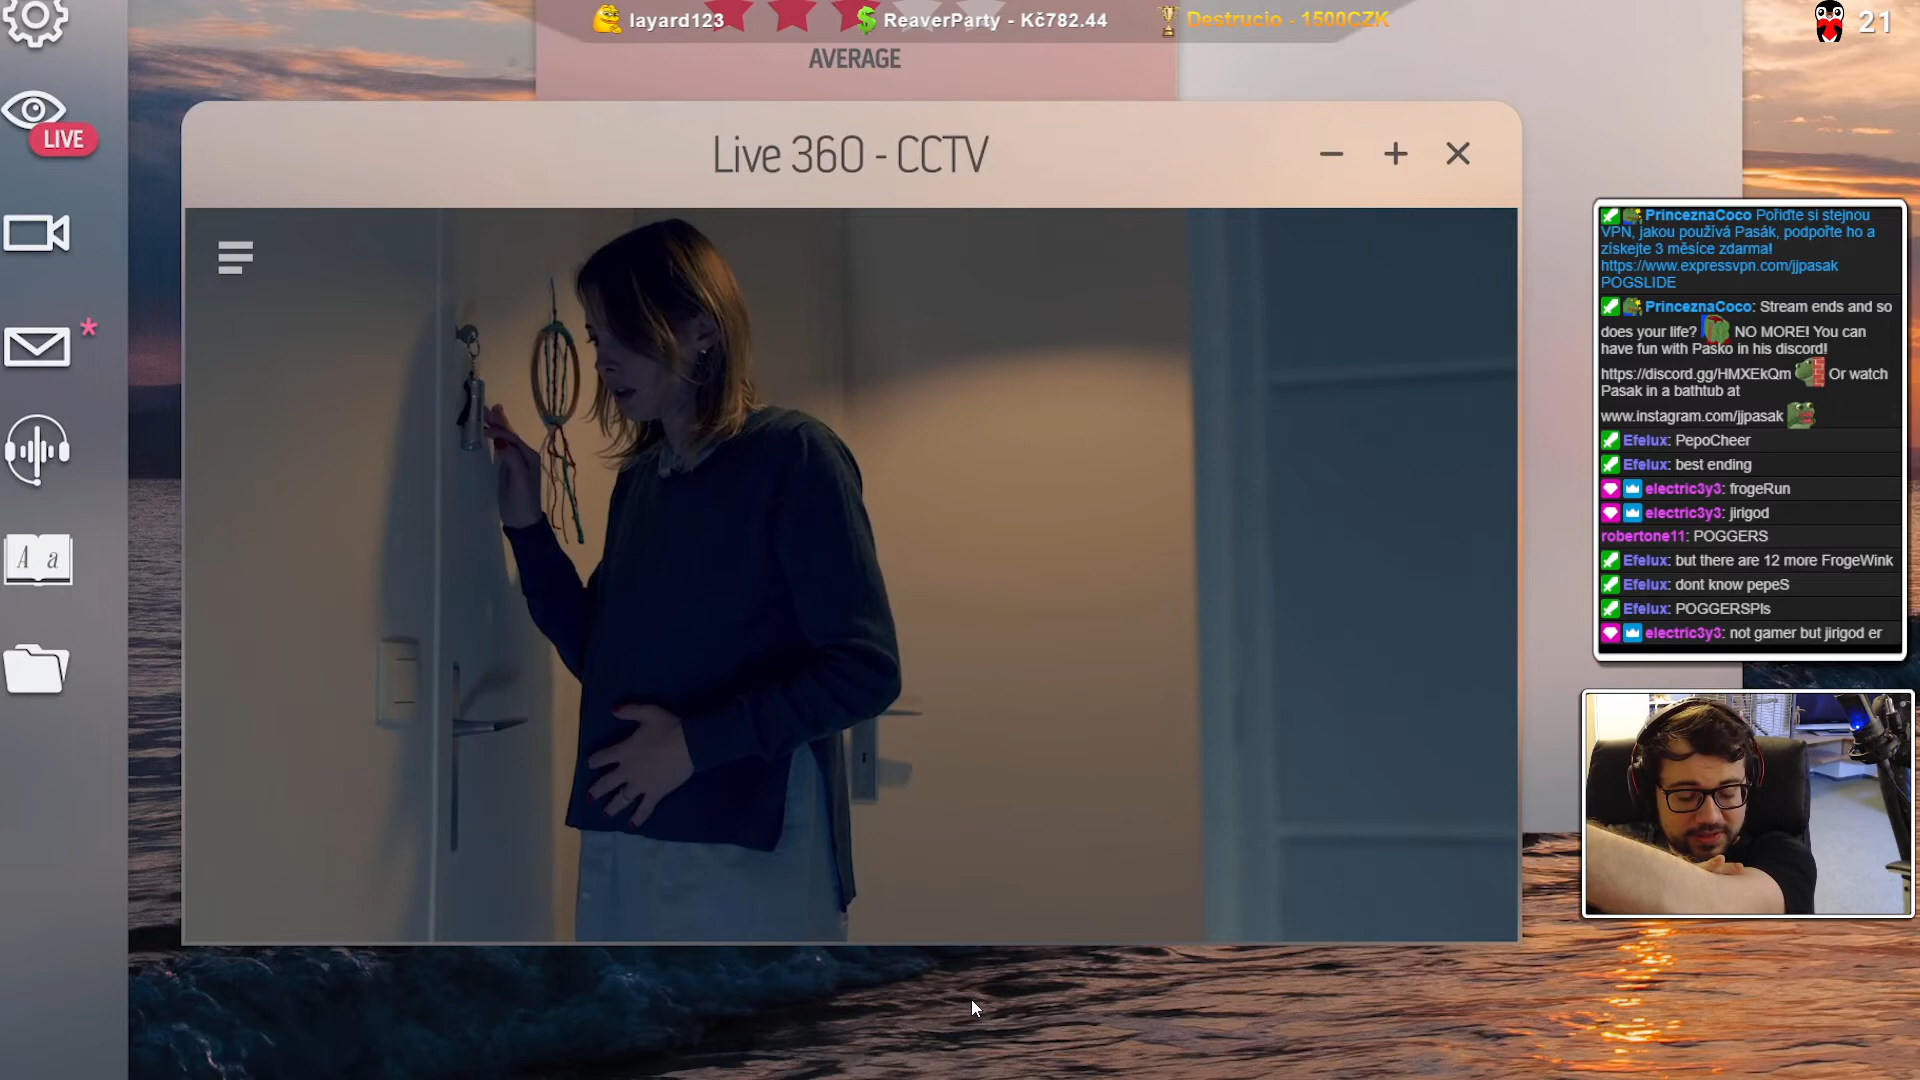 layard123
ReaverParty - Kč782.44
Destrucio - 1500CZK
21
AVERAGE
LIVE
Live 360 - CCTV
A a
PrinceznaCoco Pořiďte si stejnou
VPN, jakou používá Pasák, podpořte ho a
získejte 3 měsíce zdarma!
https://www.expressvpn.com/jjpasak
POGSLIDE
PrinceznaCoco: Stream ends and so
does your life? NO MORE! You can
have fun with Pasko in his discord!
https://discord.gg/HMXEkQm Or watch
Pasak in a bathtub at
www.instagram.com/jjpasak
Efelux: PepoCheer
Efelux: best ending
electric3y3: frogeRun
electric3y3: jirigod
robertone11: POGGERS
Efelux: but there are 12 more FrogeWink
Efelux: dont know pepeS
Efelux: POGGERSPls
electric3y3: not gamer but jirigod er